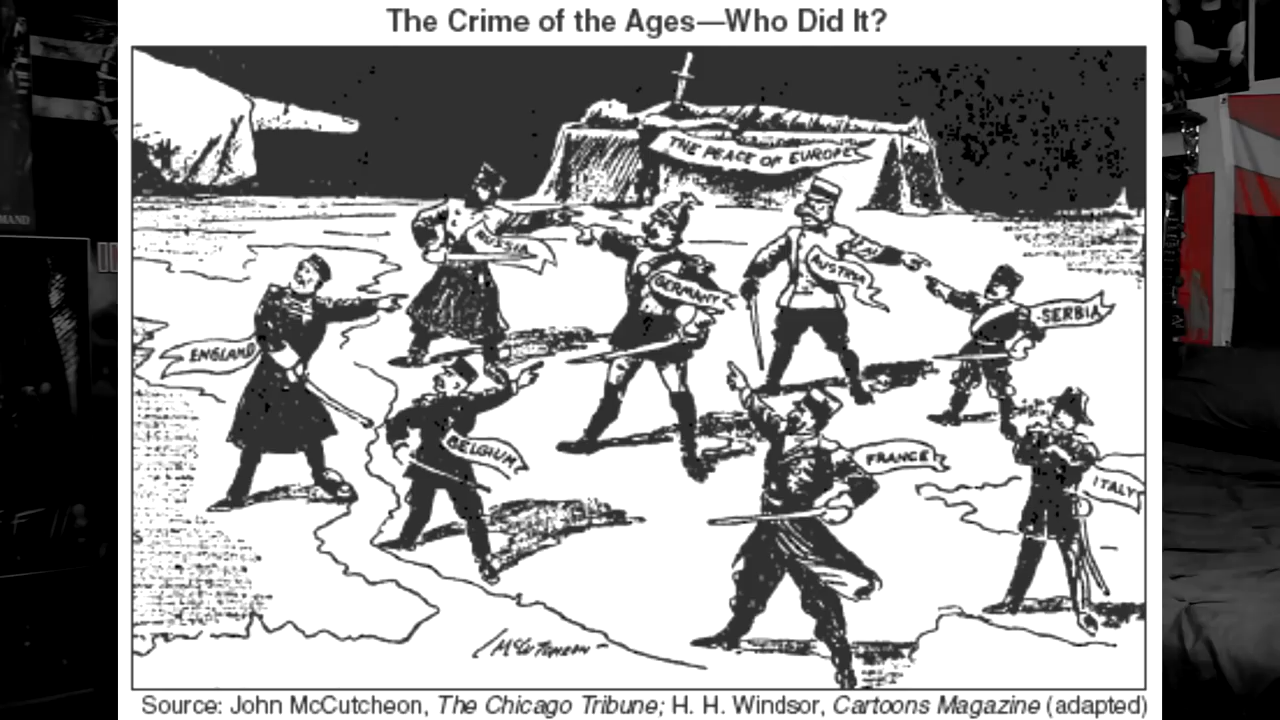 The Crime of the Ages—Who Did It?
THE PEACE OF EUROPE
RUSSIA
GERMANY
AUSTRIA
SERBIA
ENGLAND
BELGIUM
FRANCE
ITALY
McCutcheon
Source: John McCutcheon, The Chicago Tribune; H. H. Windsor, Cartoons Magazine (adapted)
MAND